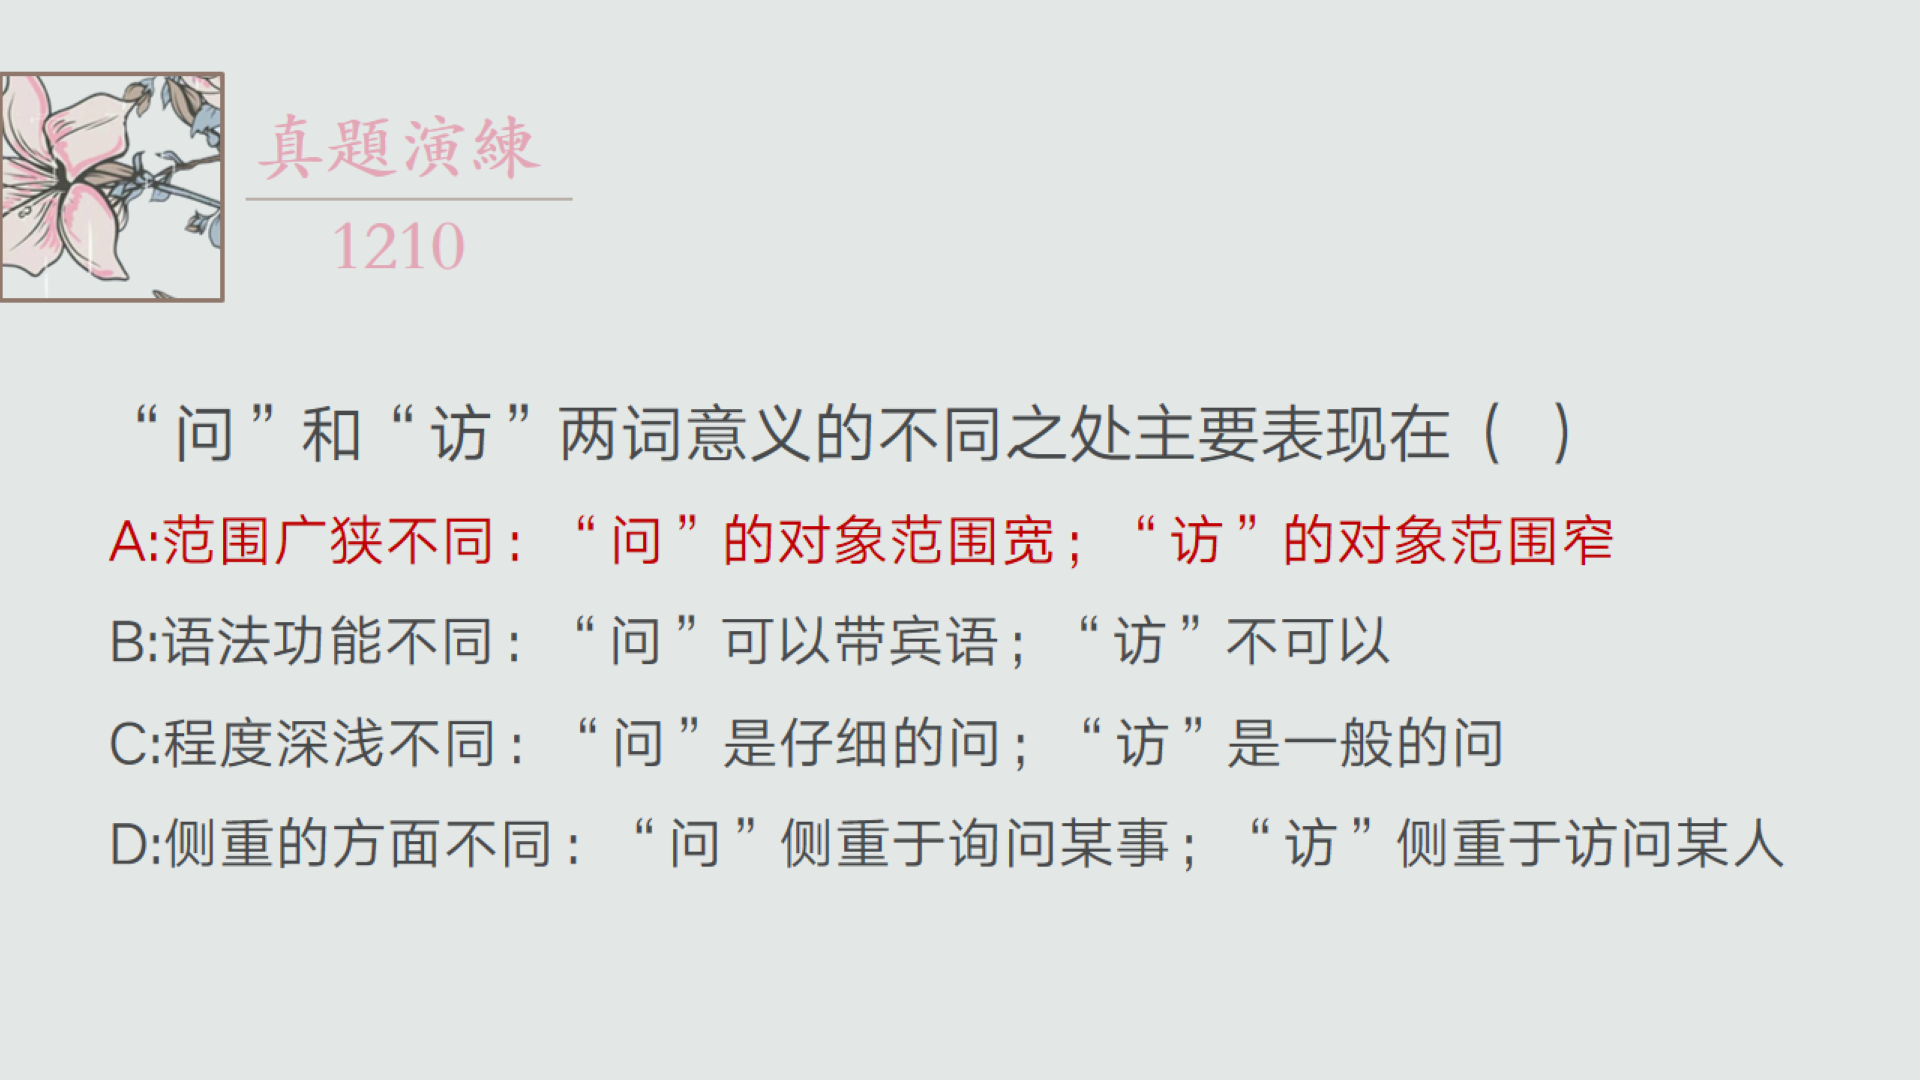 真題演練
1210
“问”和“访”两词意义的不同之处主要表现在（ ）
A:范围广狭不同：“问”的对象范围宽；“访”的对象范围窄
B:语法功能不同：“问”可以带宾语；“访”不可以
C:程度深浅不同：“问”是仔细的问；“访”是一般的问
D:侧重的方面不同：“问”侧重于询问某事；“访”侧重于访问某人